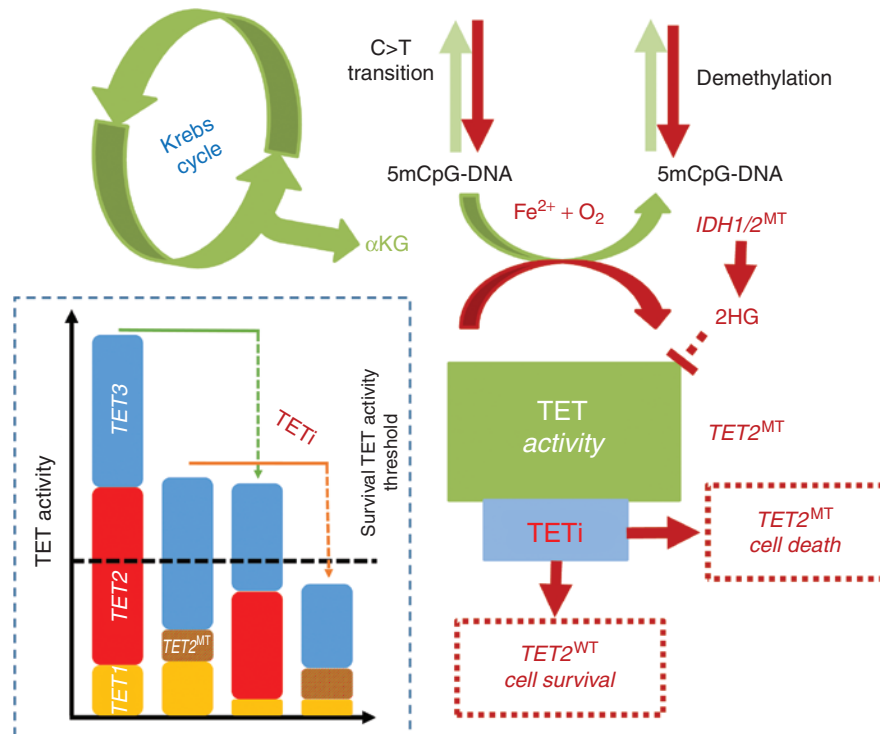 C>T
transition
Demethylation
Krebs
cycle
5mCpG-DNA
5mCpG-DNA
Fe²⁺ + O₂
IDH1/2ᴹᵀ
αKG
2HG
TET3
TET2
TET1
TET2ᴹᵀ
TETi
TET activity
Survival TET activity
threshold
TET
activity
TET2ᴹᵀ
TETi
TET2ᴹᵀ
cell death
TET2ᵂᵀ
cell survival